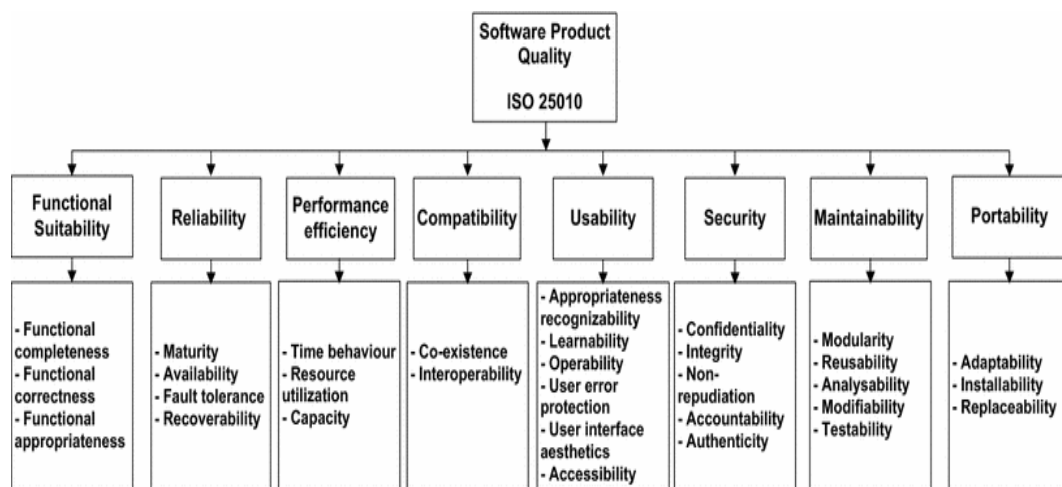 Software Product
Quality
ISO 25010
Functional
Suitability
Reliability
Performance
efficiency
Compatibility
Usability
Security
Maintainability
Portability
- Functional
completeness
- Functional
correctness
- Functional
appropriateness
- Maturity
- Availability
- Fault tolerance
- Recoverability
- Time behaviour
- Resource
utilization
- Capacity
- Co-existence
- Interoperability
- Appropriateness
recognizability
- Learnability
- Operability
- User error
protection
- User interface
aesthetics
- Accessibility
- Confidentiality
- Integrity
- Non-
repudiation
- Accountability
- Authenticity
- Modularity
- Reusability
- Analysability
- Modifiability
- Testability
- Adaptability
- Installability
- Replaceability